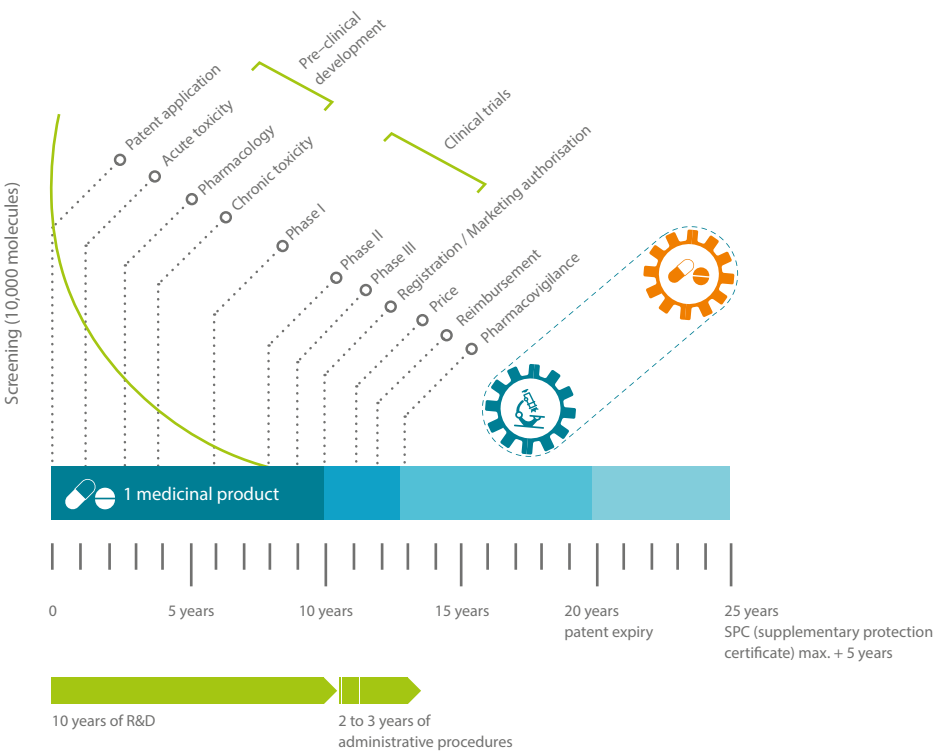 Pre–clinical
development
Clinical trials
Patent application
Acute toxicity
Pharmacology
Chronic toxicity
Phase I
Phase II
Phase III
Registration / Marketing authorisation
Price
Reimbursement
Pharmacovigilance
Screening (10,000 molecules)
1 medicinal product
0
5 years
10 years
15 years
20 years
patent expiry
25 years
SPC (supplementary protection
certificate) max. + 5 years
10 years of R&D
2 to 3 years of
administrative procedures